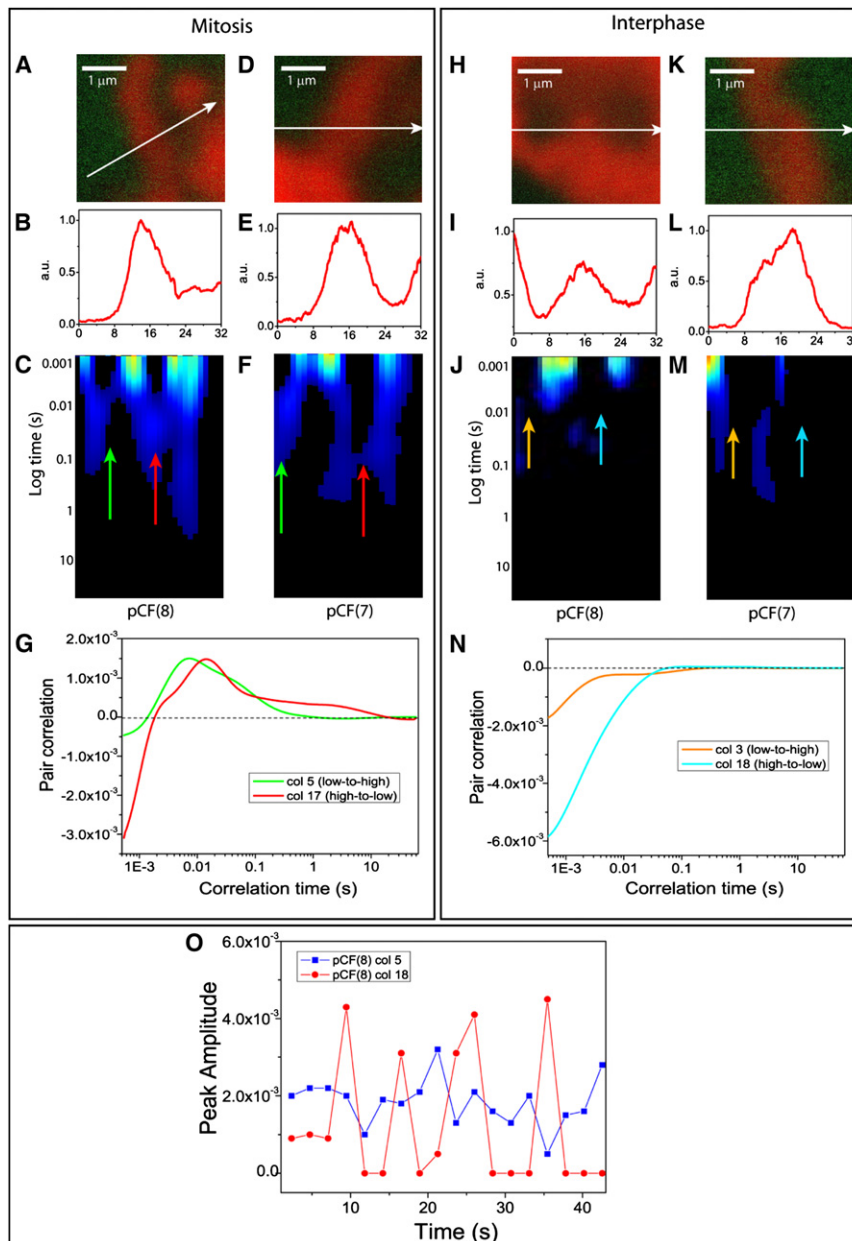 Mitosis
Interphase
A
1 μm
D
1 μm
H
1 μm
K
1 μm
B
a.u.
1.0
0.5
0.0
0 8 16 24 32
E
1.0
0.5
0.0
0 8 16 24 32
I
a.u.
1.0
0.5
0 8 16 24 32
L
a.u.
1.0
0.5
0.0
0 8 16 24 32
C
Log time (s)
0.001
0.01
0.1
1
10
pCF(8)
F
pCF(7)
J
Log time (s)
0.001
0.01
0.1
1
10
pCF(8)
M
pCF(7)
G
Pair correlation
2.0x10⁻³
1.0x10⁻³
0.0
-1.0x10⁻³
-2.0x10⁻³
-3.0x10⁻³
col 5 (low-to-high)
col 17 (high-to-low)
1E-3 0.01 0.1 1 10
Correlation time (s)
N
Pair correlation
0.0
-2.0x10⁻³
-4.0x10⁻³
-6.0x10⁻³
col 3 (low-to-high)
col 18 (high-to-low)
1E-3 0.01 0.1 1 10
Correlation time (s)
O
Peak Amplitude
6.0x10⁻³
4.0x10⁻³
2.0x10⁻³
0.0
pCF(8) col 5
pCF(8) col 18
10 20 30 40
Time (s)